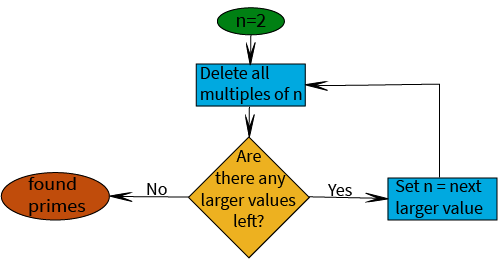 n=2
Delete all
multiples of n
Are
there any
larger values
left?
No
found
primes
Yes
Set n = next
larger value